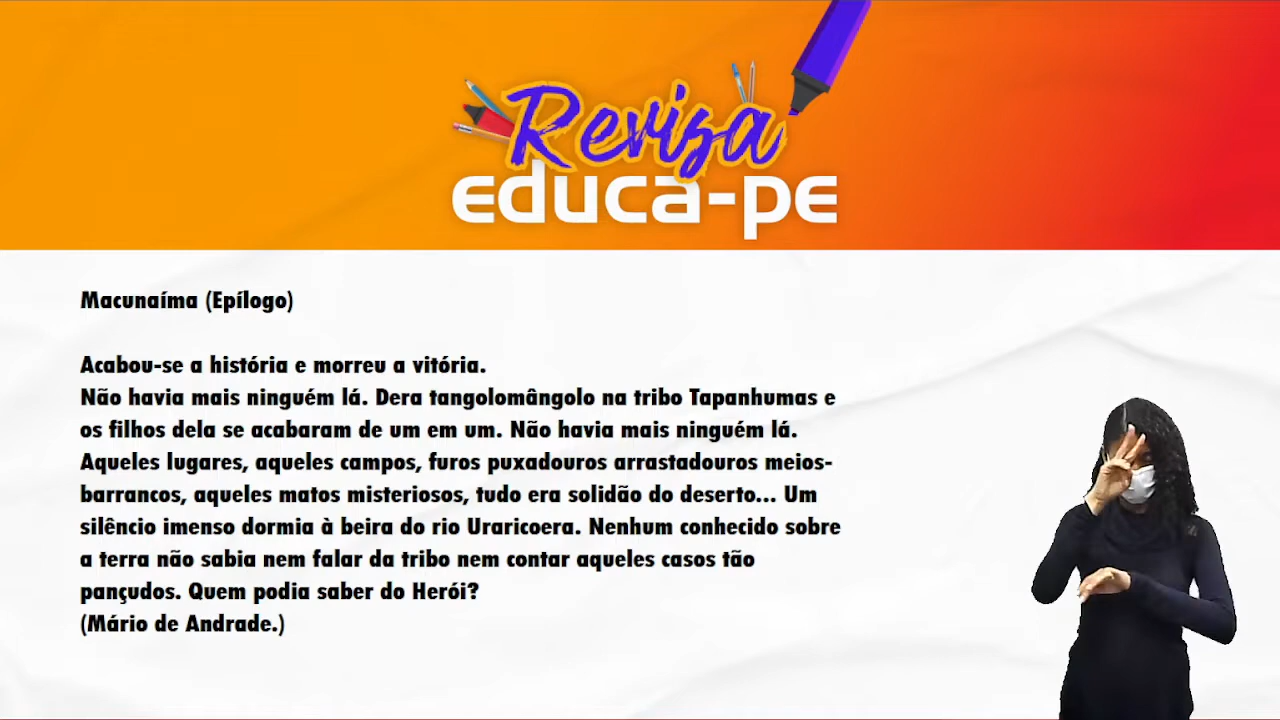 Revisa
educa-pe
Macunaíma (Epílogo)
Acabou-se a história e morreu a vitória.
Não havia mais ninguém lá. Dera tangolomângolo na tribo Tapanhumas e
os filhos dela se acabaram de um em um. Não havia mais ninguém lá.
Aqueles lugares, aqueles campos, furos puxadouros arrastadouros meios-
barrancos, aqueles matos misteriosos, tudo era solidão do deserto... Um
silêncio imenso dormia à beira do rio Uraricoera. Nenhum conhecido sobre
a terra não sabia nem falar da tribo nem contar aqueles casos tão
pançudos. Quem podia saber do Herói?
(Mário de Andrade.)